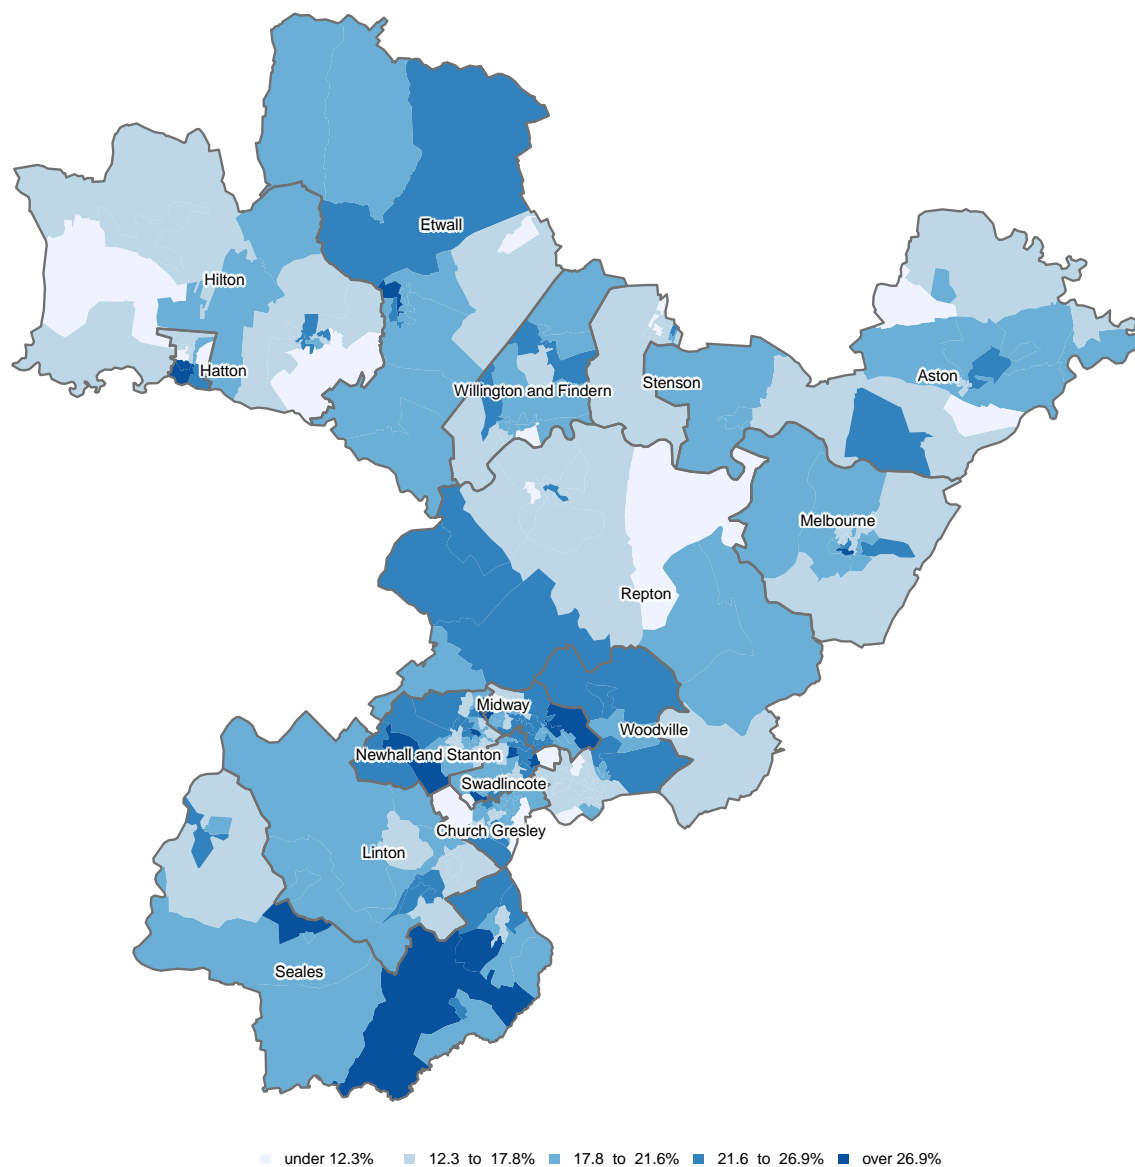 Etwall
Hilton
Hatton
Willington and Findern
Stenson
Aston
Melbourne
Repton
Midway
Woodville
Newhall and Stanton
Swadlincote
Church Gresley
Linton
Seales
under 12.3% 12.3 to 17.8% 17.8 to 21.6% 21.6 to 26.9% over 26.9%